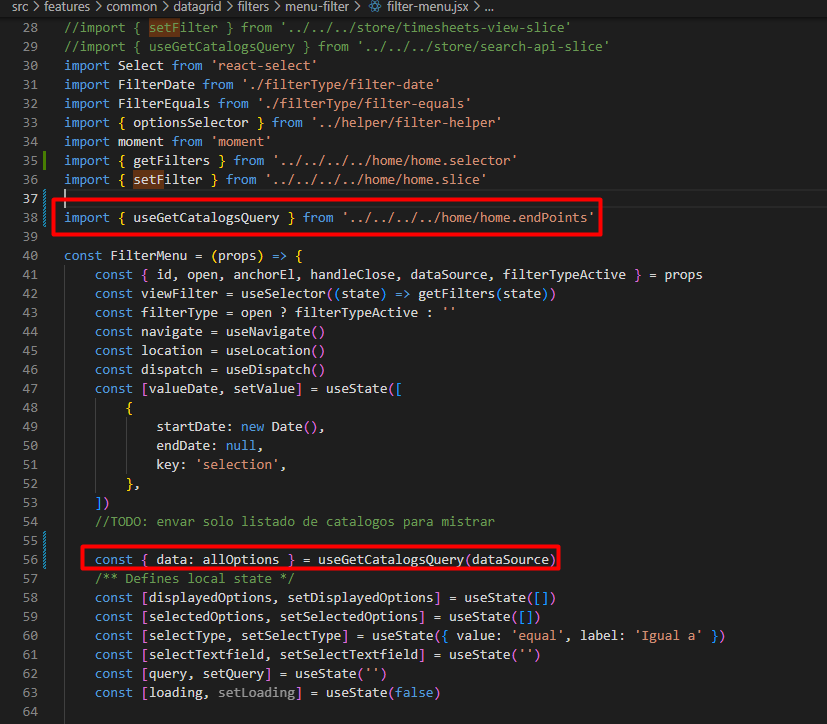 src > features > common > datagrid > filters > menu-filter > filter-menu.jsx > ...
28 //import { setFilter } from '../../../store/timesheets-view-slice'
29 //import { useGetCatalogsQuery } from '../../../store/search-api-slice'
30 import Select from 'react-select'
31 import FilterDate from './filterType/filter-date'
32 import FilterEquals from './filterType/filter-equals'
33 import { optionsSelector } from '../helper/filter-helper'
34 import moment from 'moment'
35 import { getFilters } from '../../../../home/home.selector'
36 import { setFilter } from '../../../../home/home.slice'
37
38 import { useGetCatalogsQuery } from '../../../../home/home.endPoints'
39
40 const FilterMenu = (props) => {
41 const { id, open, anchorEl, handleClose, dataSource, filterTypeActive } = props
42 const viewFilter = useSelector((state) => getFilters(state))
43 const filterType = open ? filterTypeActive : ''
44 const navigate = useNavigate()
45 const location = useLocation()
46 const dispatch = useDispatch()
47 const [valueDate, setValue] = useState([
48 {
49 startDate: new Date(),
50 endDate: null,
51 key: 'selection',
52 },
53 ])
54 //TODO: envar solo listado de catalogos para mistrar
55
56 const { data: allOptions } = useGetCatalogsQuery(dataSource)
57 /** Defines local state */
58 const [displayedOptions, setDisplayedOptions] = useState([])
59 const [selectedOptions, setSelectedOptions] = useState([])
60 const [selectType, setSelectType] = useState({ value: 'equal', label: 'Igual a' })
61 const [selectTextfield, setSelectTextfield] = useState('')
62 const [query, setQuery] = useState('')
63 const [loading, setLoading] = useState(false)
64